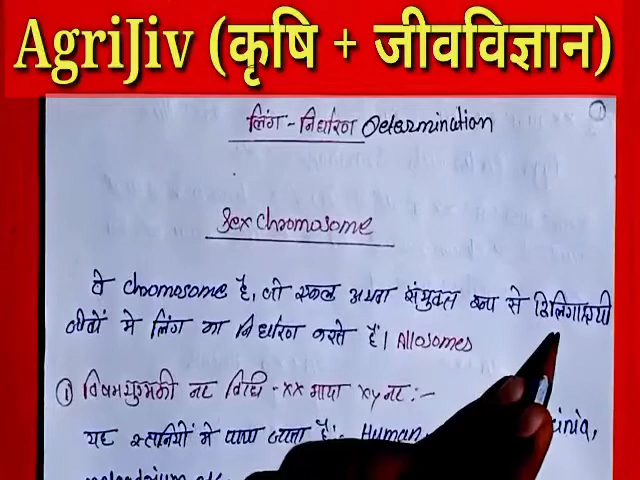 AgriJiv (कृषि + जीवविज्ञान)
①
लिंग - निर्धारण Determination
Sex Chromosome
वे Chromosome है, जो एकल अथवा संयुक्त रूप से द्विलिंगाश्रयी
जीवों मे लिंग का निर्धारण करते हैं। Allosomes
① विषमयुग्मकी नर विधि - XX मादा XY नर :-
यह स्तनियों मे पाया जाता है:- Human,